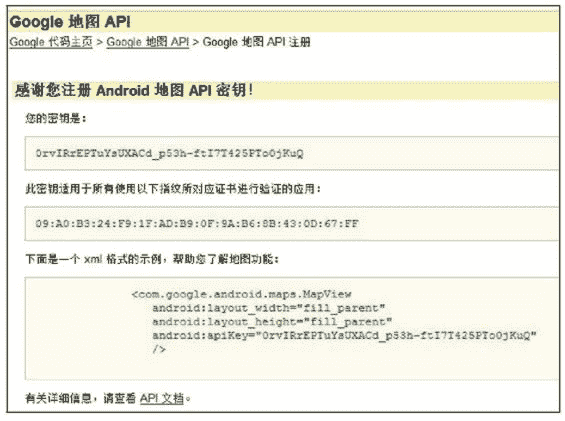 Google 地图 API
Google 代码主页 > Google 地图 API > Google 地图 API 注册
感谢您注册 Android 地图 API 密钥！
您的密钥是：
0rvIRrEPTuYsUXACd_p53h-ftI7T425PTo0jKuQ
此密钥适用于所有使用以下指纹所对应证书进行验证的应用：
09:A0:B3:24:F9:1F:AD:B9:0F:9A:B6:8B:43:0D:67:FF
下面是一个 xml 格式的示例，帮助您了解地图功能：
<com.google.android.maps.MapView
android:layout_width="fill_parent"
android:layout_height="fill_parent"
android:apiKey="0rvIRrEPTuYsUXACd_p53h-ftI7T425PTo0jKuQ"
/>
有关详细信息，请查看 API 文档。